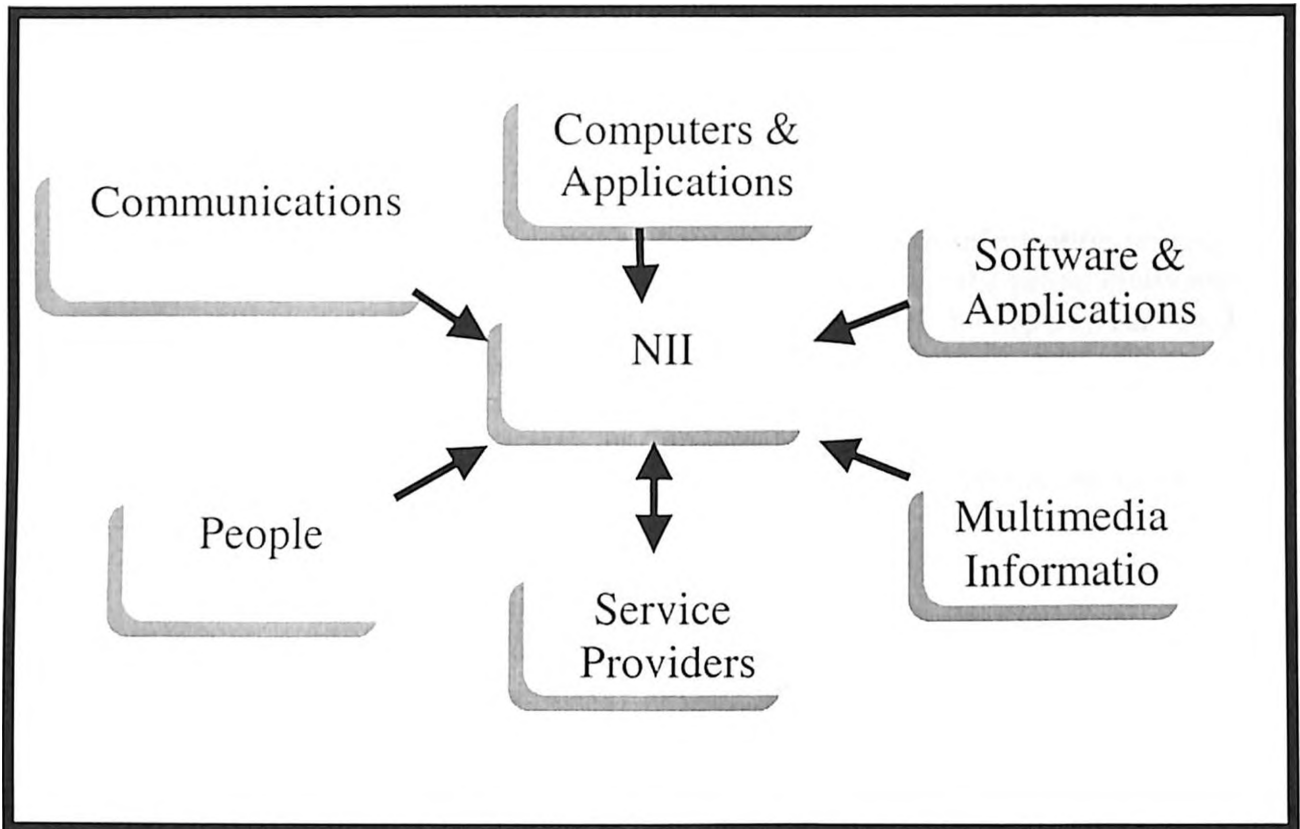 Computers &
Applications
Communications
Software &
Applications
NII
People
Multimedia
Informatio
Service
Providers